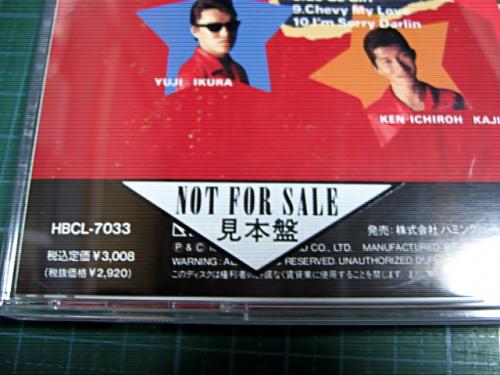 9.Chevy My Love
10.I'm Sorry Darlin
YUJI IKURA
KEN ICHIROH KAJI
NOT FOR SALE
見本盤
HBCL-7033
税込定価¥3,008
(税抜価格¥2,920)
発売:株式会社ハミング
P & C
CO., LTD. MANUFACTURED
WARNING: RESERVED. UNAUTHORIZED
このディスクは権利者の諾なく賃貸業に使用することを禁じます。